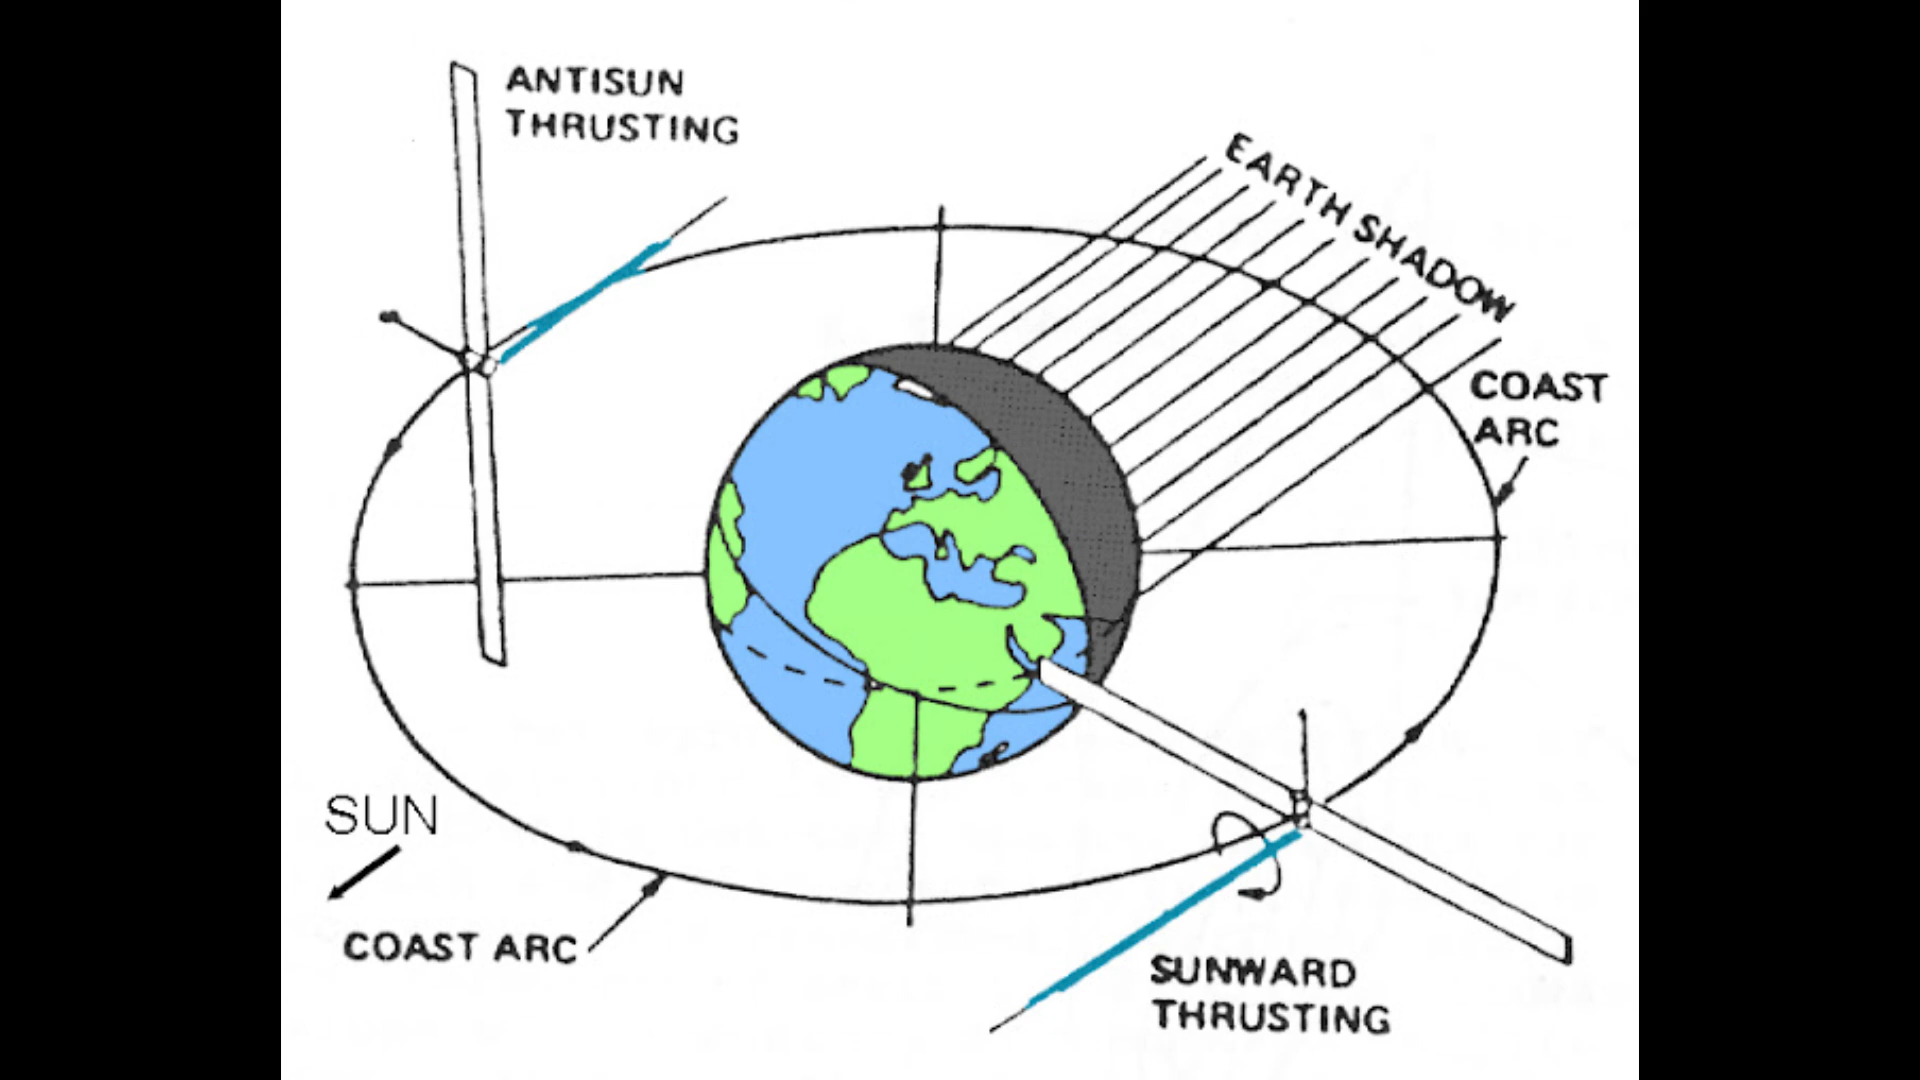 ANTISUN
THRUSTING
EARTH SHADOW
COAST
ARC
SUN
COAST ARC
SUNWARD
THRUSTING